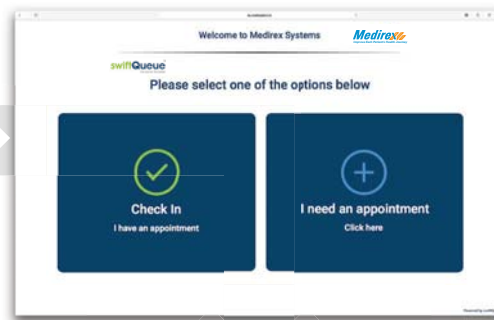 Welcome to Medirex Systems
Medirex
swiftQueue
Please select one of the options below
Check In
I have an appointment
I need an appointment
Click here